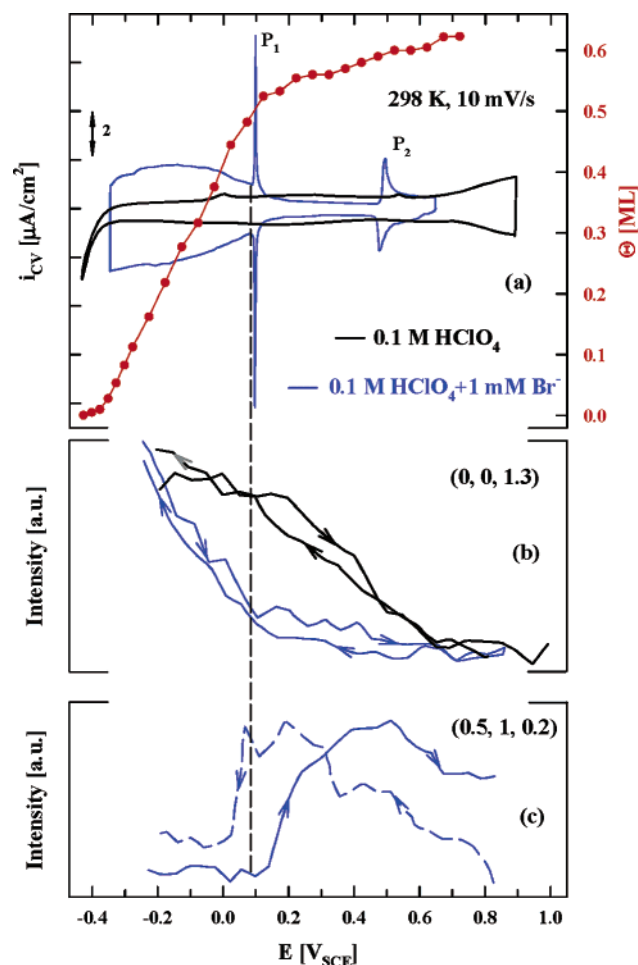 P₁
0.6
298 K, 10 mV/s
0.5
2
P₂
0.4
i_CV [μA/cm²]
0.3
Θ [ML]
(a)
0.2
0.1 M HClO₄
0.1
0.1 M HClO₄+1 mM Br⁻
0.0
(0, 0, 1.3)
Intensity [a.u.]
(b)
(0.5, 1, 0.2)
Intensity [a.u.]
(c)
-0.4 -0.2 0.0 0.2 0.4 0.6 0.8 1.0
E [V_SCE]